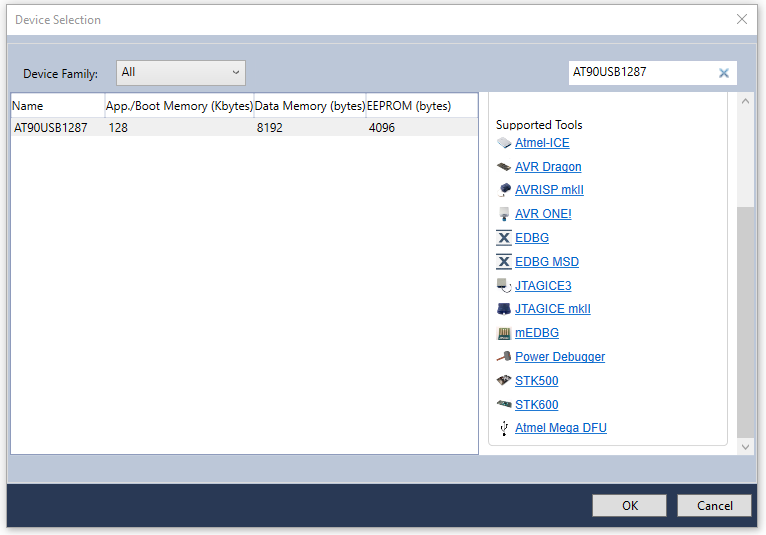 Device Selection
Device Family: All AT90USB1287
Name App./Boot Memory (Kbytes) Data Memory (bytes) EEPROM (bytes)
AT90USB1287 128 8192 4096
Supported Tools
Atmel-ICE
AVR Dragon
AVRISP mkII
AVR ONE!
EDBG
EDBG MSD
JTAGICE3
JTAGICE mkII
mEDBG
Power Debugger
STK500
STK600
Atmel Mega DFU
OK Cancel